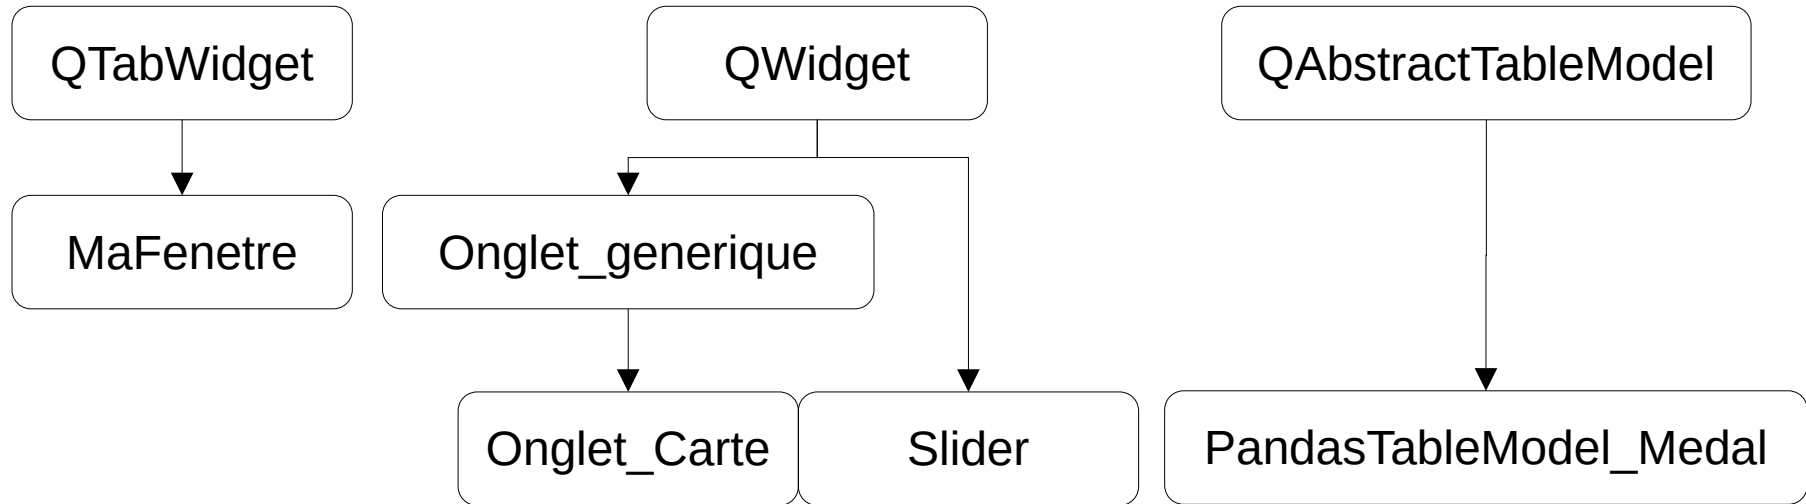 QTabWidget
QWidget
QAbstractTableModel
MaFenetre
Onglet_generique
Onglet_Carte
Slider
PandasTableModel_Medal